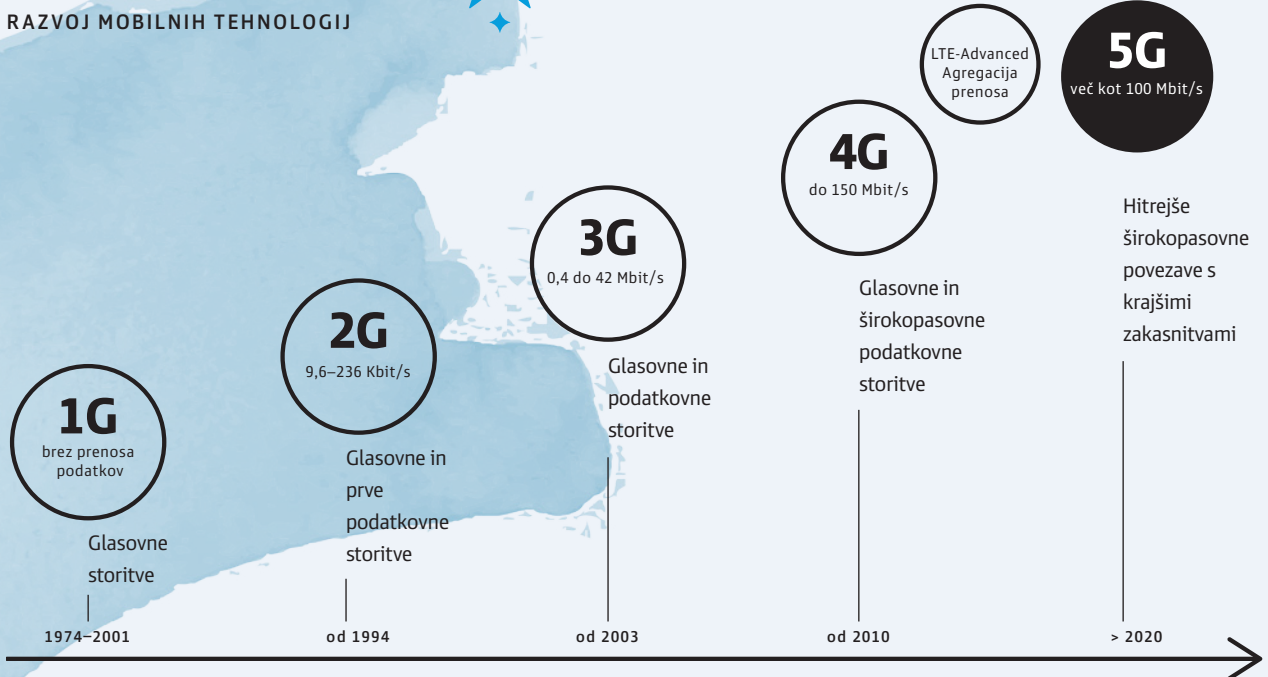 RAZVOJ MOBILNIH TEHNOLOGIJ
1G
brez prenosa
podatkov
Glasovne
storitve
1974–2001
2G
9,6–236 Kbit/s
Glasovne in
prve
podatkovne
storitve
od 1994
3G
0,4 do 42 Mbit/s
Glasovne in
podatkovne
storitve
od 2003
4G
do 150 Mbit/s
Glasovne in
širokopasovne
podatkovne
storitve
od 2010
LTE-Advanced
Agregacija
prenosa
5G
več kot 100 Mbit/s
Hitrejše
širokopasovne
povezave s
krajšimi
zakasnitvami
> 2020